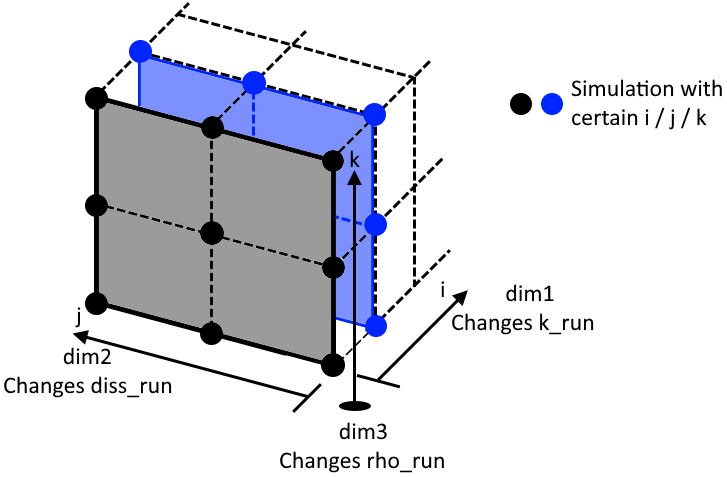 Simulation with
certain i / j / k
k
i
dim1
Changes k_run
j
dim2
Changes diss_run
dim3
Changes rho_run